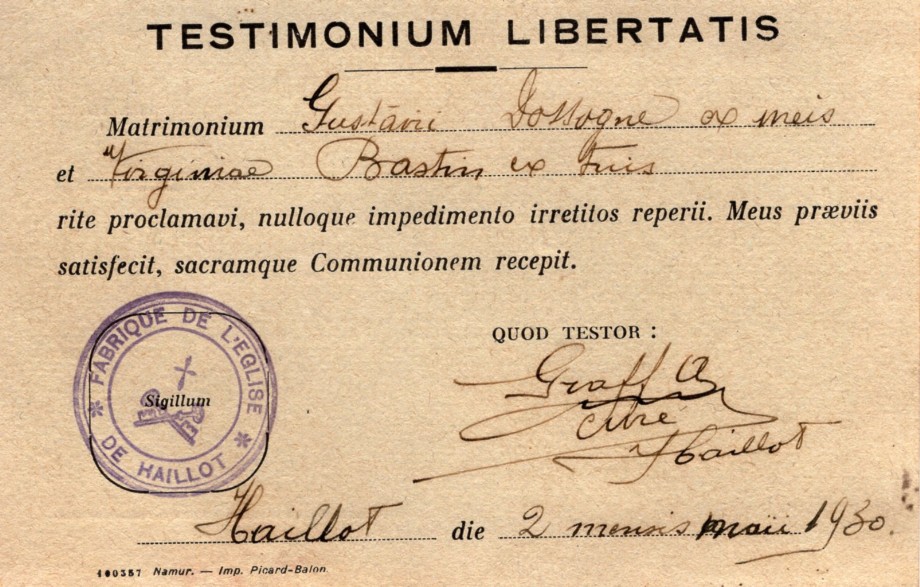 TESTIMONIUM LIBERTATIS
Matrimonium Gustavii Dossogne ex meis
et Virginiae Bastin ex tuis
rite proclamavi, nulloque impedimento irretitos reperii. Meus præviis
satisfecit, sacramque Communionem recepit.
QUOD TESTOR :
Graff A
curé
Haillot
FABRIQUE DE L'EGLISE
DE HAILLOT
Sigillum
Haillot die 2 mensis maii 1930
100357 Namur. — Imp. Picard-Balon